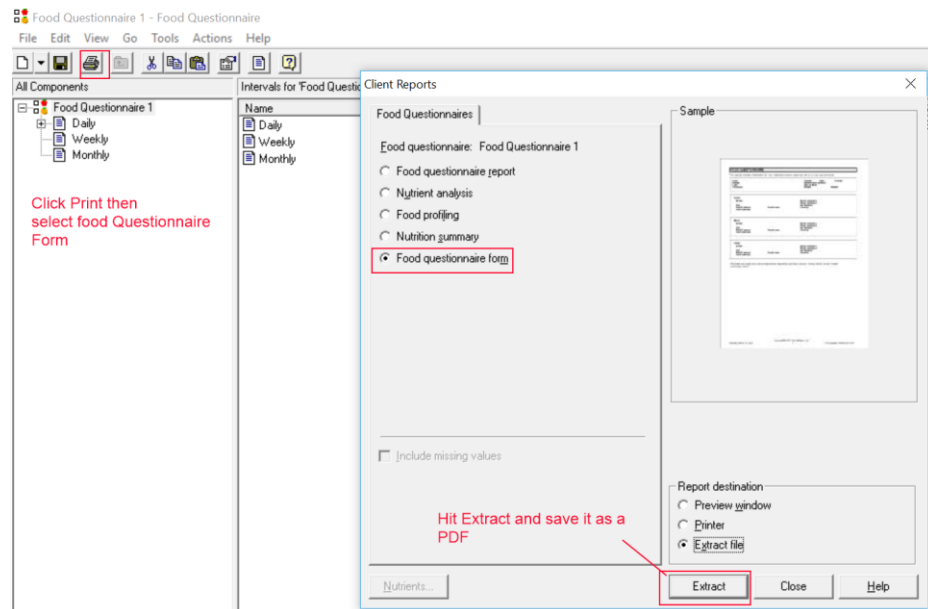 Food Questionnaire 1 - Food Questionnaire
File Edit View Go Tools Actions Help
All Components
Food Questionnaire 1
Daily
Weekly
Monthly
Click Print then
select food Questionnaire
Form
Intervals for 'Food Questic
Name
Daily
Weekly
Monthly
Client Reports
Food Questionnaires
Food questionnaire: Food Questionnaire 1
Food questionnaire report
Nutrient analysis
Food profiling
Nutrition summary
Food questionnaire form
Include missing values
Hit Extract and save it as a
PDF
Nutrients...
Sample
Report destination
Preview window
Printer
Extract file
Extract Close Help